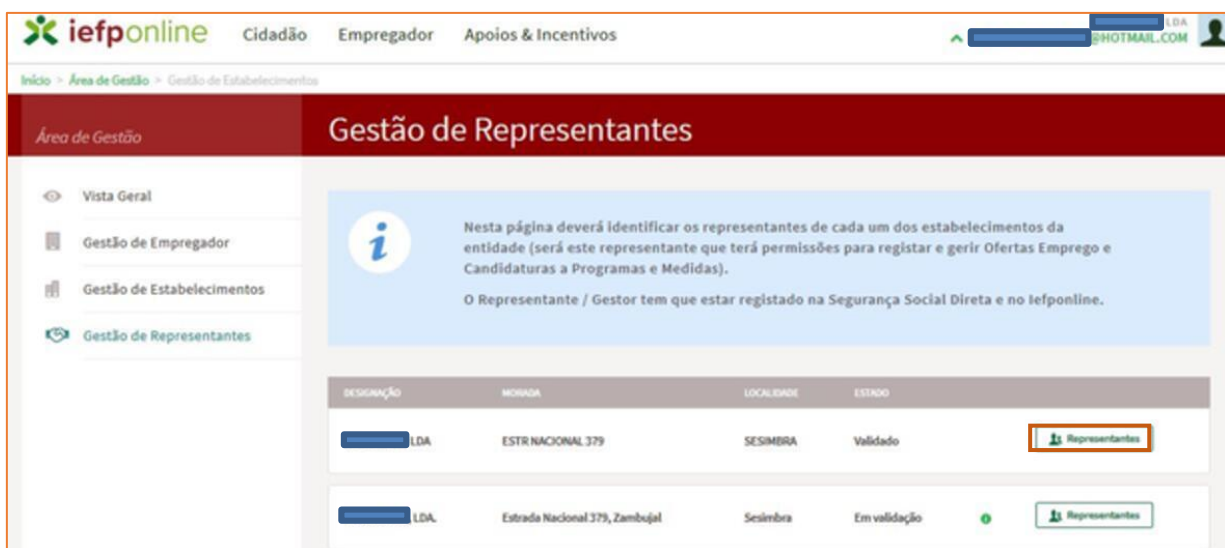 LDA
iefponline Cidadão Empregador Apoios & Incentivos
@HOTMAIL.COM
Início > Área de Gestão > Gestão de Estabelecimentos
Área de Gestão
Gestão de Representantes
Vista Geral
Gestão de Empregador
Gestão de Estabelecimentos
Gestão de Representantes
Nesta página deverá identificar os representantes de cada um dos estabelecimentos da
entidade (será este representante que terá permissões para registar e gerir Ofertas Emprego e
Candidaturas a Programas e Medidas).
O Representante / Gestor tem que estar registado na Segurança Social Direta e no Iefponline.
DESIGNAÇÃO MORADA LOCALIDADE ESTADO
LDA ESTR NACIONAL 379 SESIMBRA Validado Representantes
LDA. Estrada Nacional 379, Zambujal Sesimbra Em validação Representantes